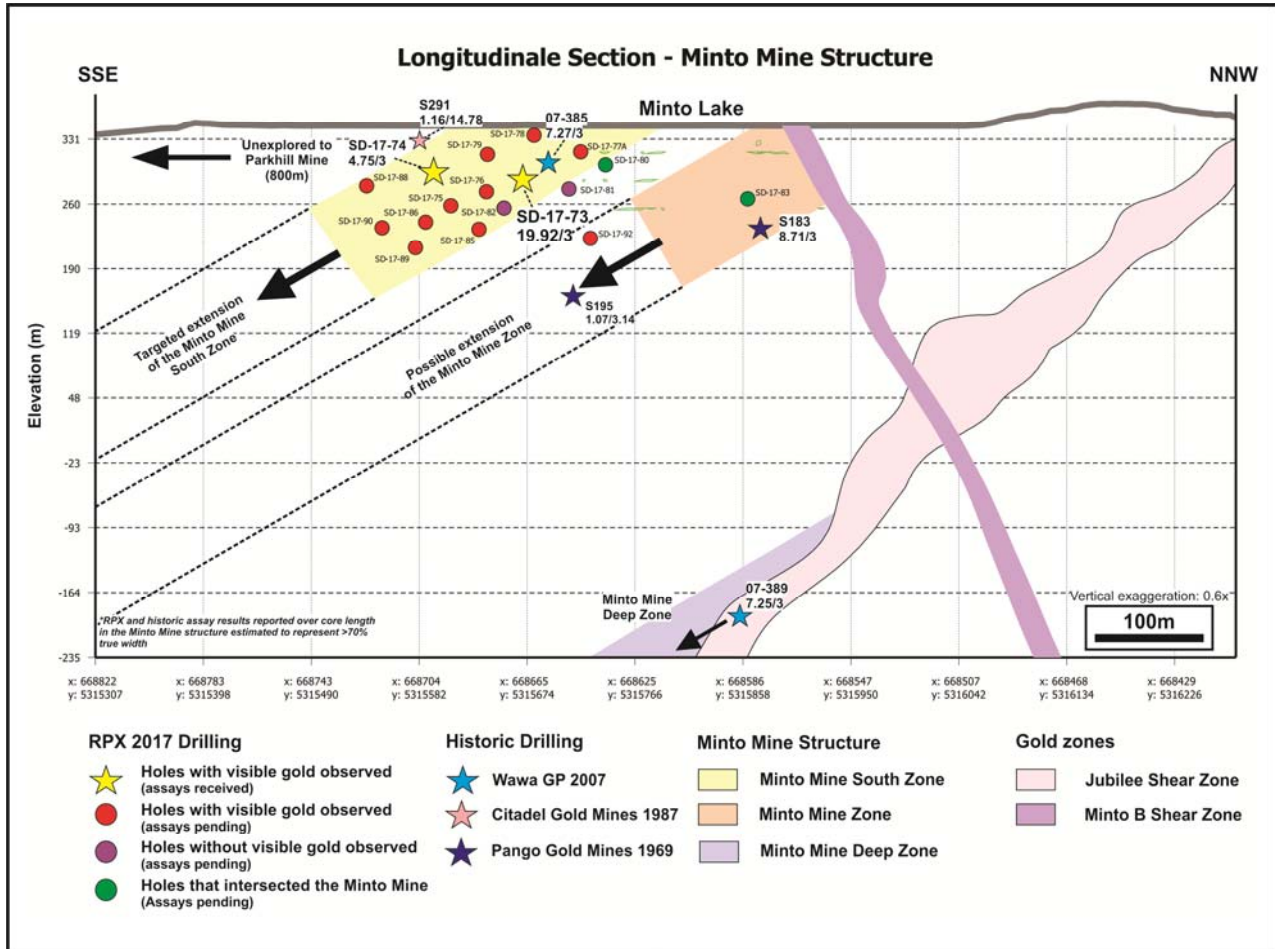 Longitudinale Section - Minto Mine Structure
SSE
NNW
Minto Lake
S291
1.16/14.78
07-385
7.27/3
SD-17-74
4.75/3
Unexplored to
Parkhill Mine
(800m)
SD-17-78
SD-17-79
SD-17-77A
SD-17-80
SD-17-88
SD-17-76
SD-17-81
SD-17-75
SD-17-86
SD-17-82
SD-17-90
SD-17-85
SD-17-89
SD-17-73
19.92/3
SD-17-92
SD-17-83
S183
8.71/3
S195
1.07/3.14
Targeted extension
of the Minto Mine
South Zone
Possible extension
of the Minto Mine Zone
Minto Mine
Deep Zone
07-389
7.25/3
Vertical exaggeration: 0.6x
100m
*RPX and historic assay results reported over core length
in the Minto Mine structure estimated to represent >70%
true width
Elevation (m)
331
260
190
119
48
-23
-93
-164
-235
x: 668822
y: 5315307
x: 668783
y: 5315398
x: 668743
y: 5315490
x: 668704
y: 5315582
x: 668665
y: 5315674
x: 668625
y: 5315766
x: 668586
y: 5315858
x: 668547
y: 5315950
x: 668507
y: 5316042
x: 668468
y: 5316134
x: 668429
y: 5316226
RPX 2017 Drilling
Holes with visible gold observed
(assays received)
Holes with visible gold observed
(assays pending)
Holes without visible gold observed
(assays pending)
Holes that intersected the Minto Mine
(Assays pending)
Historic Drilling
Wawa GP 2007
Citadel Gold Mines 1987
Pango Gold Mines 1969
Minto Mine Structure
Minto Mine South Zone
Minto Mine Zone
Minto Mine Deep Zone
Gold zones
Jubilee Shear Zone
Minto B Shear Zone